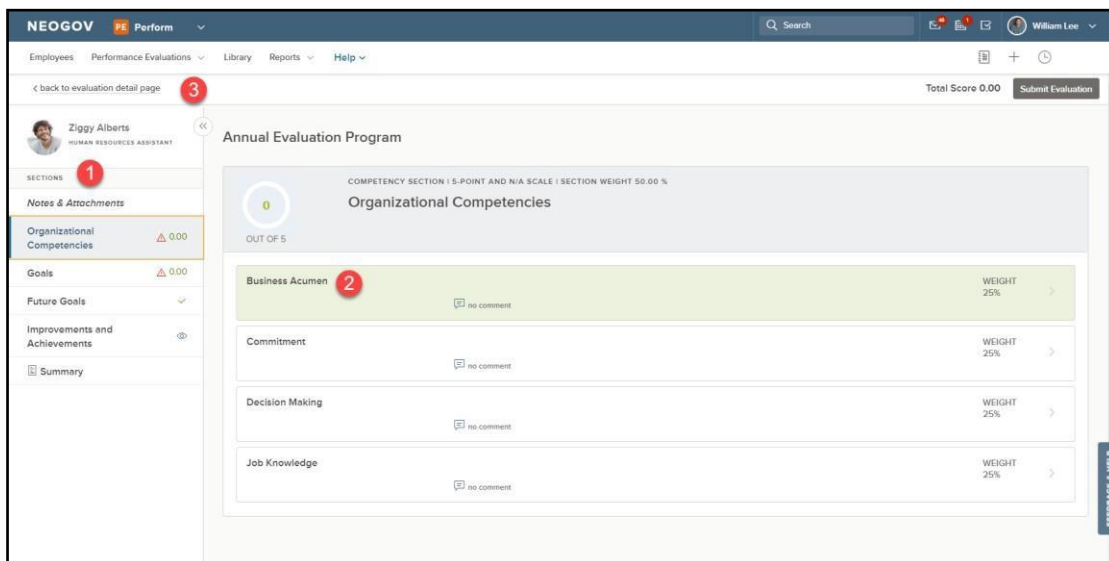 NEOGOV PE Perform Search William Lee
Employees Performance Evaluations Library Reports Help
< back to evaluation detail page 3 Total Score 0.00 Submit Evaluation
Ziggy Alberts
HUMAN RESOURCES ASSISTANT
SECTIONS 1
Notes & Attachments
Organizational Competencies 0.00
Goals 0.00
Future Goals
Improvements and Achievements
Summary
Annual Evaluation Program
COMPETENCY SECTION | 5-POINT AND N/A SCALE | SECTION WEIGHT 50.00 %
0 Organizational Competencies
OUT OF 5
Business Acumen 2 WEIGHT
25%
no comment
Commitment WEIGHT
25%
no comment
Decision Making WEIGHT
25%
no comment
Job Knowledge WEIGHT
25%
no comment